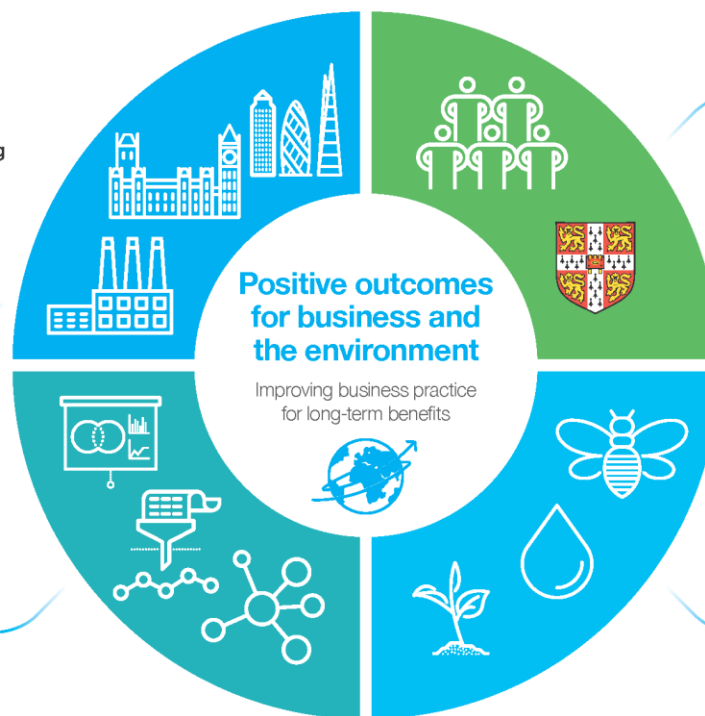 g
Positive outcomes
for business and
the environment
Improving business practice
for long-term benefits